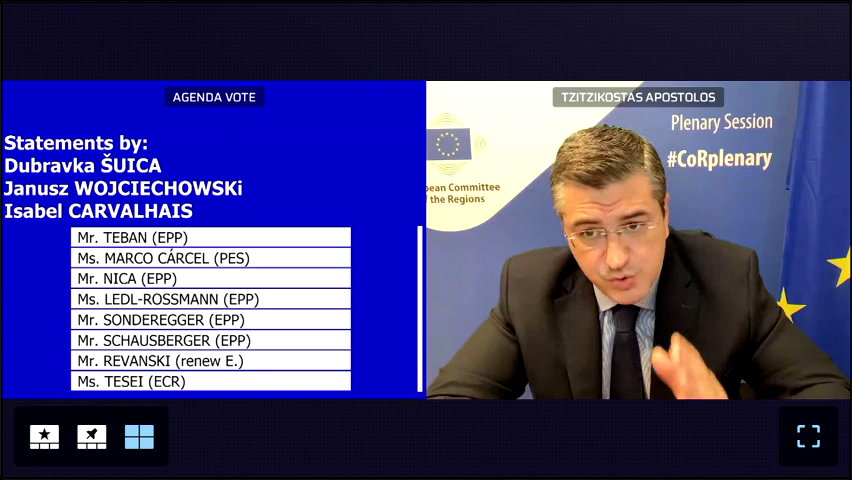 AGENDA VOTE
Statements by:
Dubravka ŠUICA
Janusz WOJCIECHOWSKi
Isabel CARVALHAIS
Mr. TEBAN (EPP)
Ms. MARCO CÁRCEL (PES)
Mr. NICA (EPP)
Ms. LEDL-ROSSMANN (EPP)
Mr. SONDEREGGER (EPP)
Mr. SCHAUSBERGER (EPP)
Mr. REVANSKI (renew E.)
Ms. TESEI (ECR)
TZITZIKOSTAS APOSTOLOS
Plenary Session
#CoRplenary
pean Committee
f the Regions